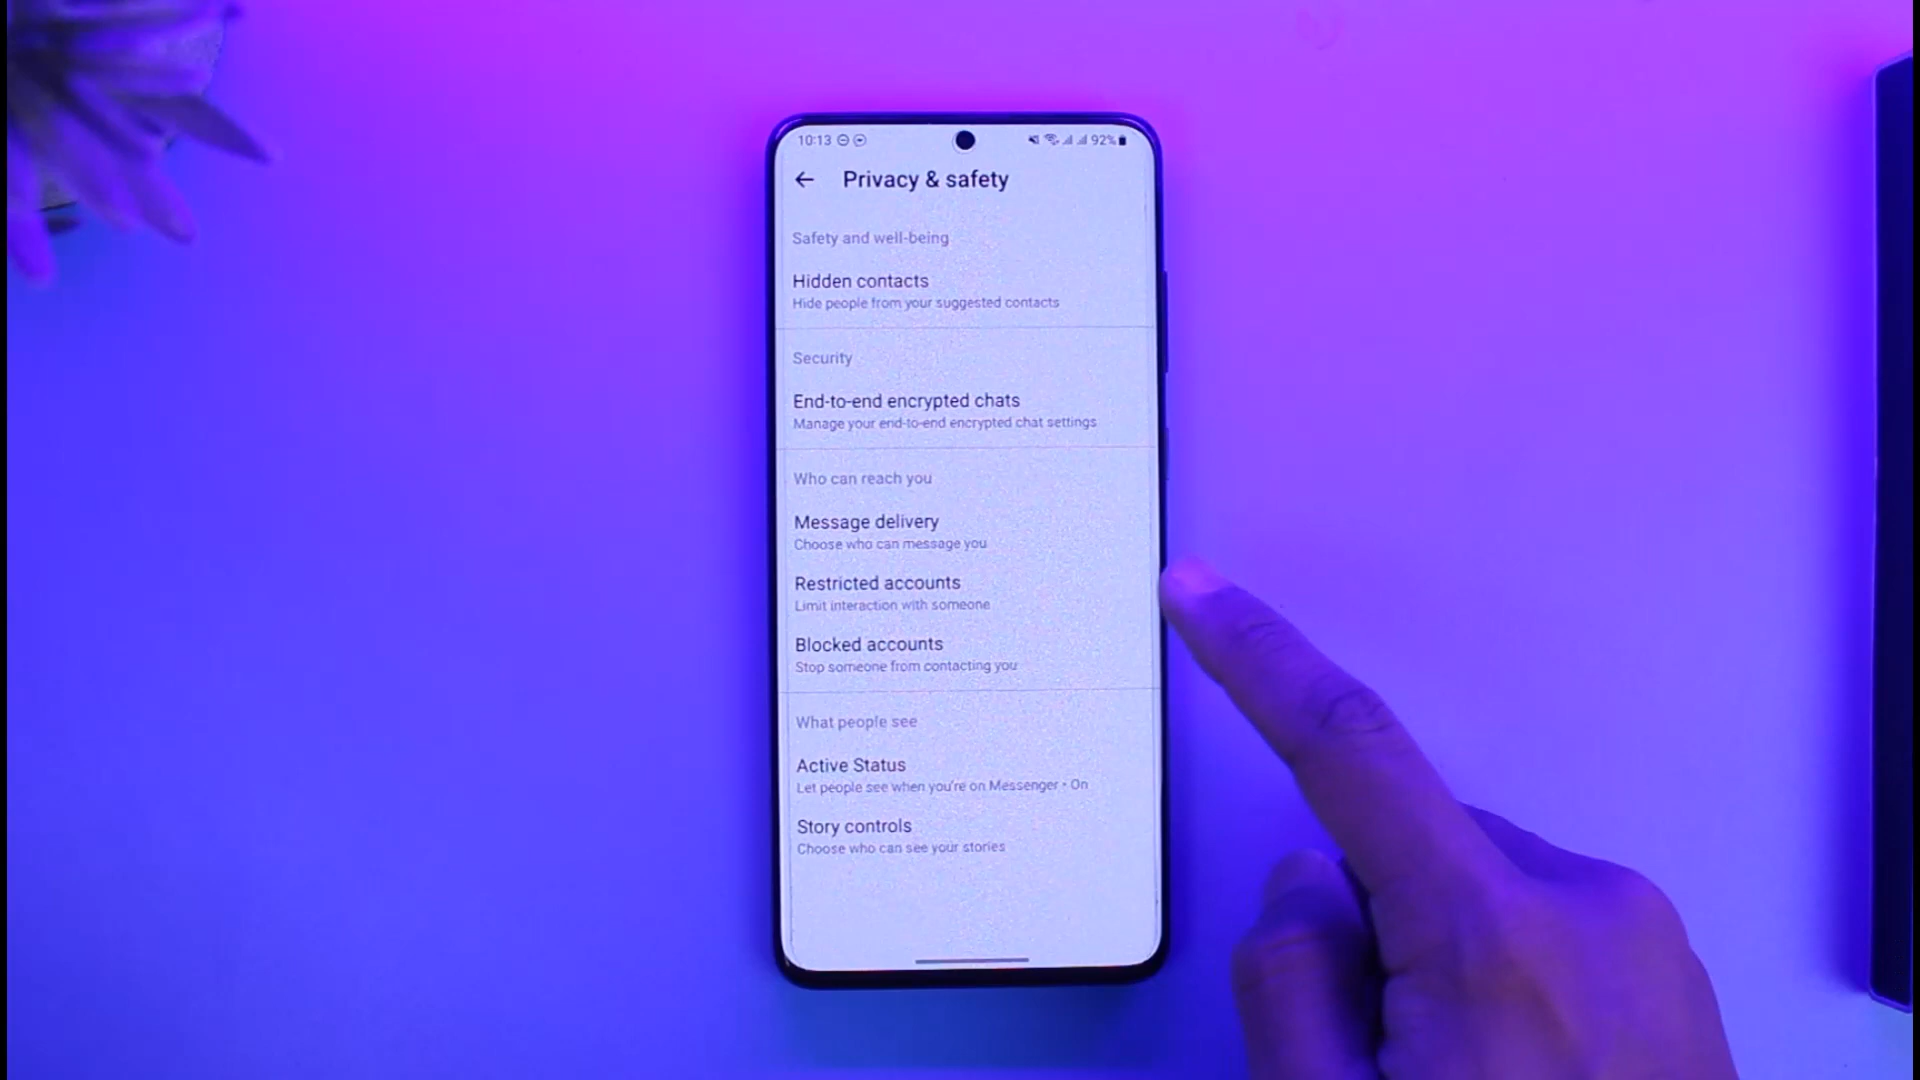 10:13 92%
Privacy & safety
Safety and well-being
Hidden contacts
Hide people from your suggested contacts
Security
End-to-end encrypted chats
Manage your end-to-end encrypted chat settings
Who can reach you
Message delivery
Choose who can message you
Restricted accounts
Limit interaction with someone
Blocked accounts
Stop someone from contacting you
What people see
Active Status
Let people see when you're on Messenger • On
Story controls
Choose who can see your stories